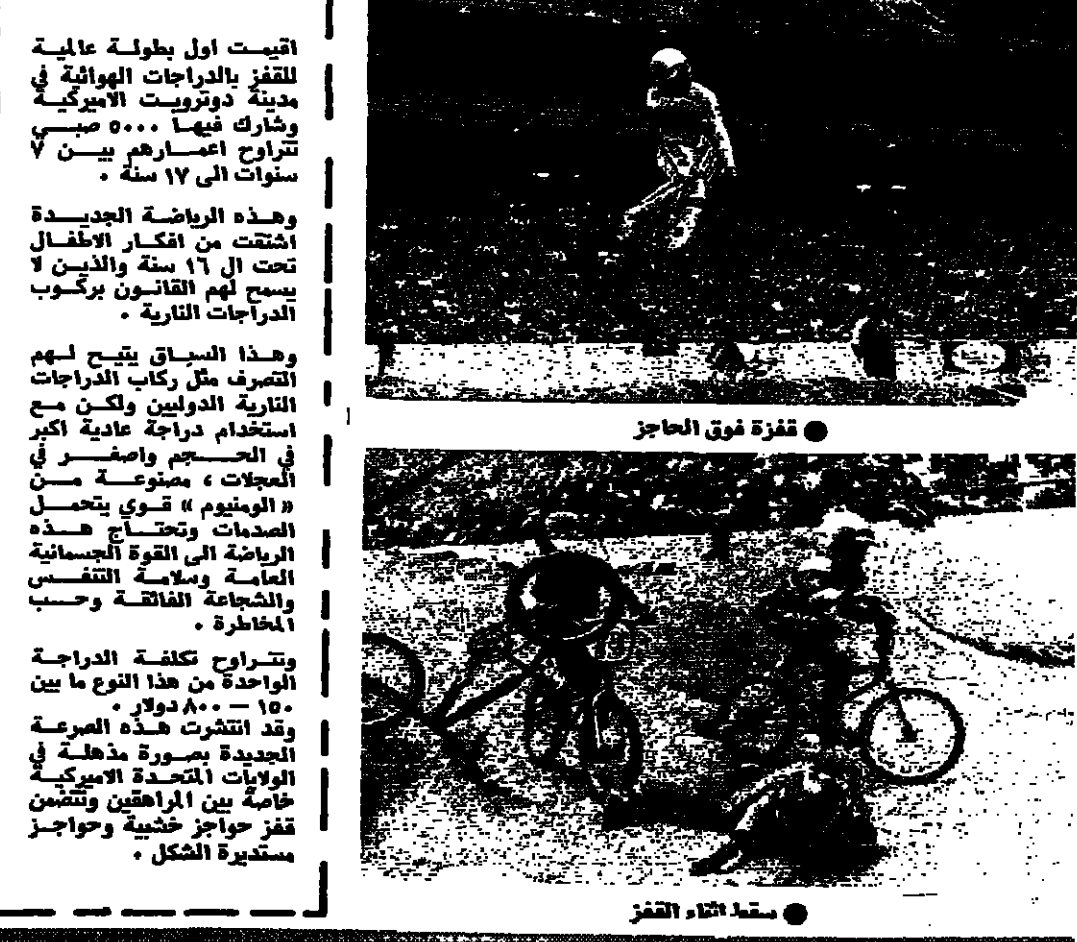 اقيمت اول بطولة عالمية
للقفز بالدراجات الهوائية في
مدينة دوترويت الاميركية
وشارك فيها ٥٠٠٠ صبي
تتراوح اعمارهم بين ٧
سنوات الى ١٧ سنة .
وهذه الرياضة الجديدة
اشتقت من افكار الاطفال
تحت ال ١٦ سنة والذين لا
يسمح لهم القانون بركوب
الدراجات النارية .
وهذا السباق يتيح لهم
التصرف مثل ركاب الدراجات
النارية الدوليين ولكن مع
استخدام دراجة عادية اكبر
في الحجم واصغر في
العجلات ، مصنوعة من
« الومنيوم » قوي يتحمل
الصدمات وتحتاج هذه
الرياضة الى القوة الجسمانية
العامة وسلامة التنفس
والشجاعة الفائقة وحسب
المخاطرة .
وتتراوح تكلفة الدراجة
الواحدة من هذا النوع ما بين
١٥٠ — ٨٠٠ دولار .
وقد انتشرت هذه الصرعة
الجديدة بصورة مذهلة في
الولايات المتحدة الاميركية
خاصة بين المراهقين وتتضمن
قفز حواجز خشبية وحواجز
مستديرة الشكل .
● قفزة فوق الحاجز
● سقط اثناء القفز